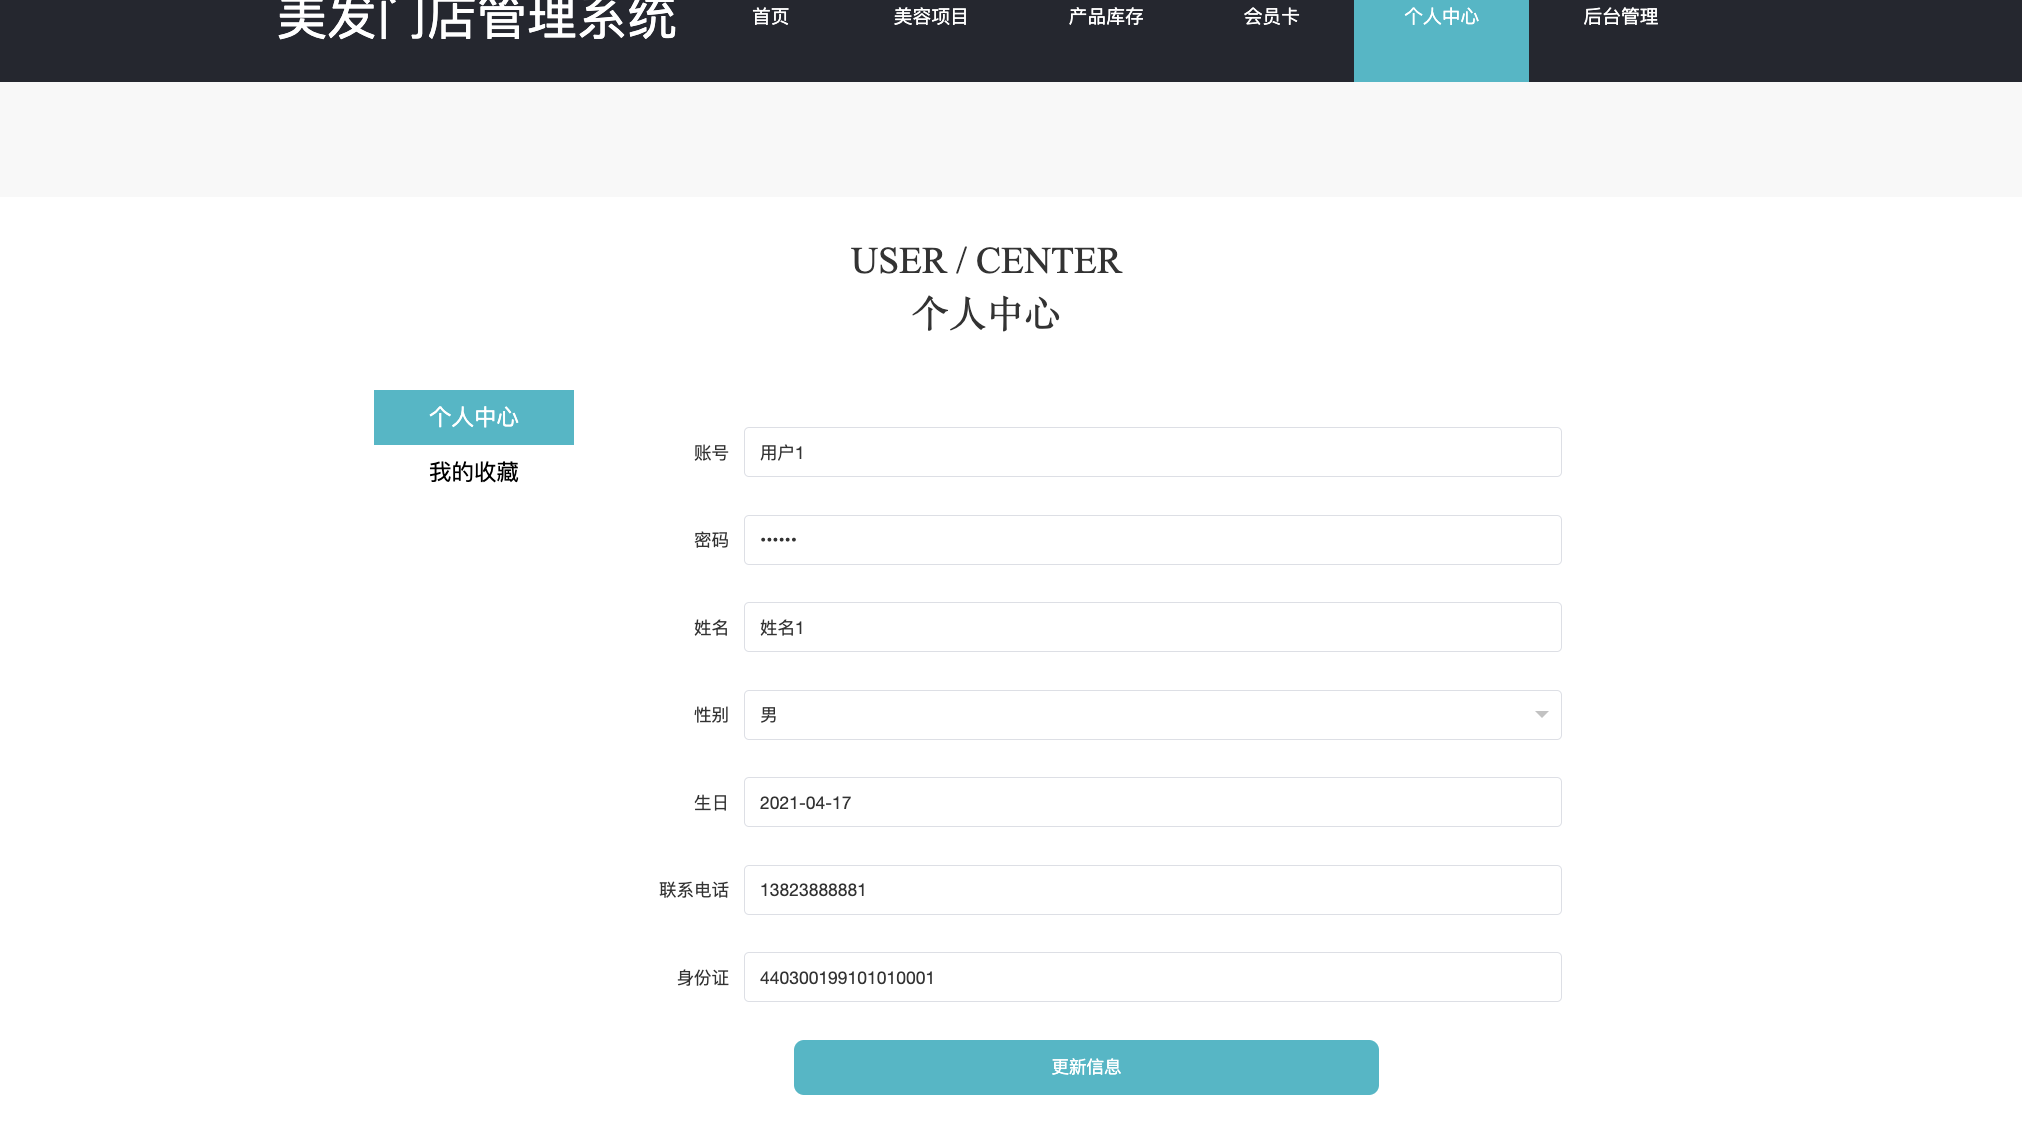 美发门店管理系统
首页
美容项目
产品库存
会员卡
个人中心
后台管理
USER / CENTER
个人中心
个人中心
我的收藏
账号 用户1
密码 ••••••
姓名 姓名1
性别 男
生日 2021-04-17
联系电话 13823888881
身份证 440300199101010001
更新信息